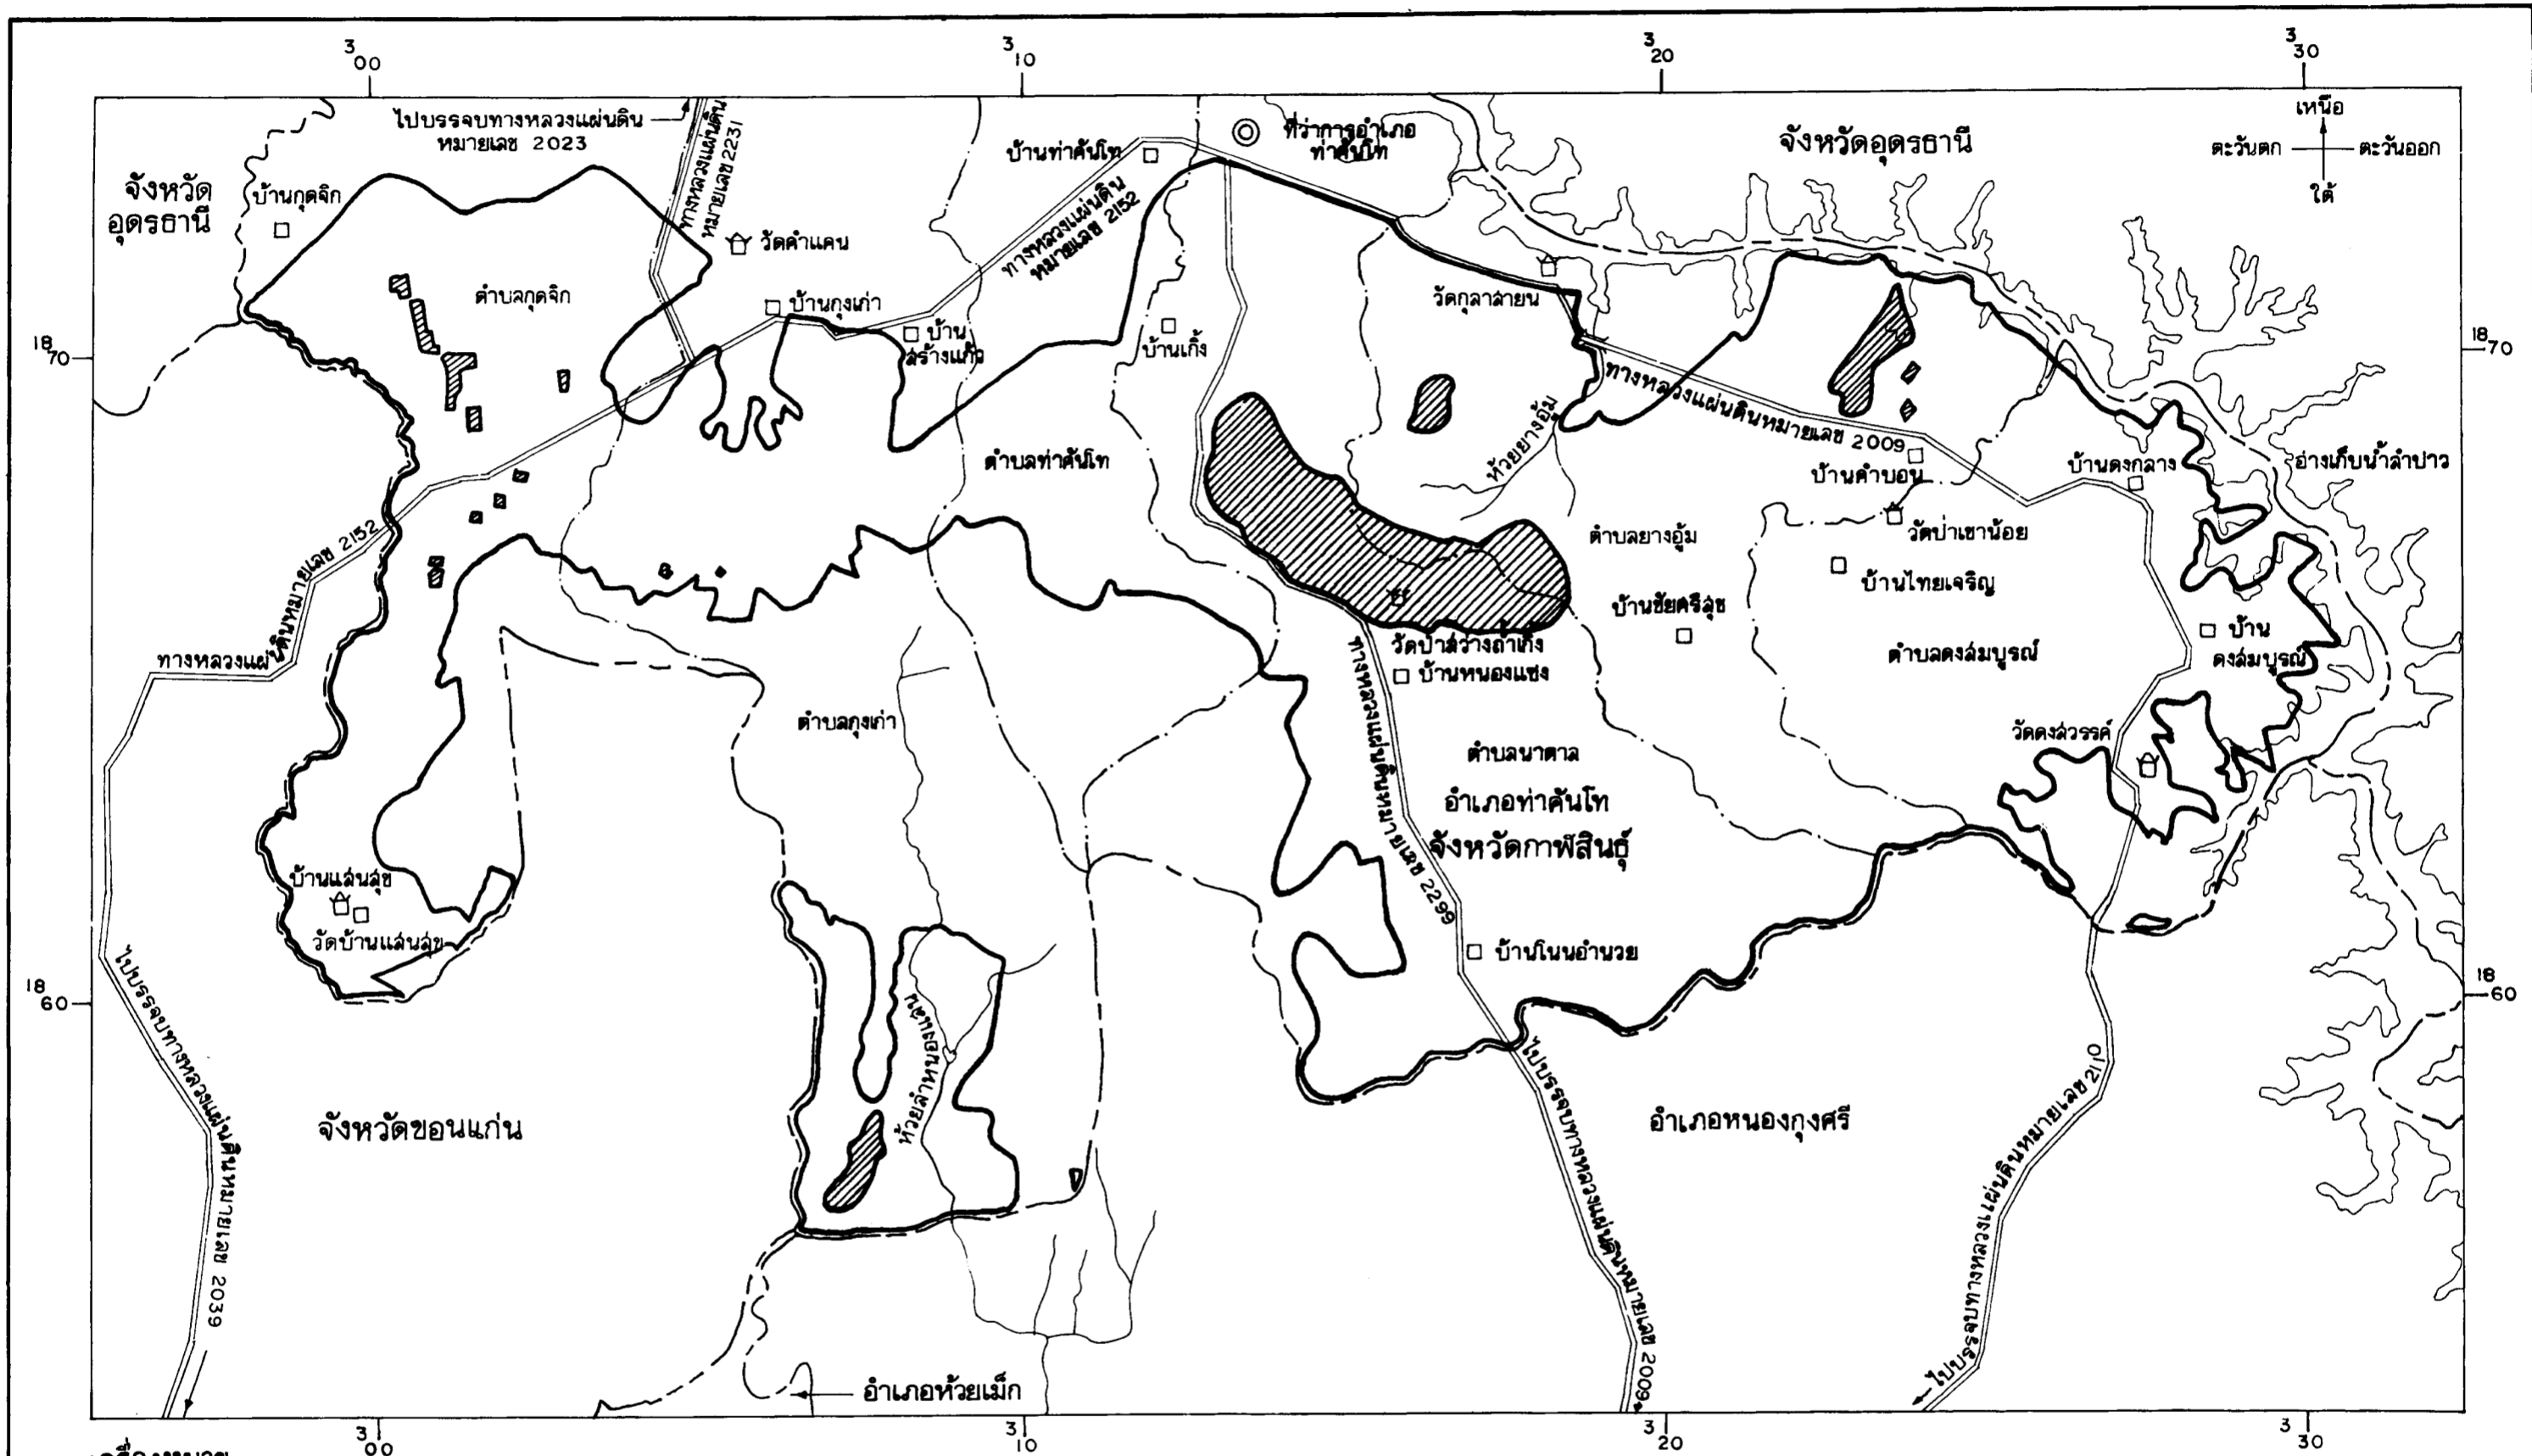 3 00
3 10
3 20
3 30
ไปบรรจบทางหลวงแผ่นดิน
หมายเลข 2023
ทางหลวงแผ่นดิน
หมายเลข 2231
บ้านท่าคันโท
ที่ว่าการอำเภอ
ท่าคันโท
จังหวัดอุดรธานี
เหนือ
ตะวันตก
ตะวันออก
ใต้
จังหวัด
อุดรธานี
บ้านกุดจิก
วัดคำแคน
ทางหลวงแผ่นดิน
หมายเลข 2152
ตำบลกุดจิก
บ้านกุงเก่า
บ้าน
สร้างแก้ว
บ้านเกิ้ง
วัดกุลาลายน
18 70
18 70
ทางหลวงแผ่นดินหมายเลข 2009
ห้วยยางอู้ม
ตำบลท่าคันโท
บ้านคำบอน
บ้านดงกลาง
อ่างเก็บน้ำลำปาว
ทางหลวงแผ่นดินหมายเลข 2152
ตำบลยางอู้ม
วัดป่าเขาน้อย
บ้านไทยเจริญ
บ้านชัยศรีสุข
วัดป่าสว่างถ้ำเกิ้ง
บ้านหนองแซง
ตำบลดงสมบูรณ์
บ้าน
ดงสมบูรณ์
ตำบลกุงเก่า
ทางหลวงแผ่นดินหมายเลข 2299
ตำบลนาตาล
วัดดงสวรรค์
อำเภอท่าคันโท
จังหวัดกาฬสินธุ์
บ้านแสนสุข
วัดบ้านแสนสุข
บ้านโนนอำนวย
18 60
18 60
ไปบรรจบทางหลวงแผ่นดินหมายเลข 2039
ห้วยลำหนองแสน
จังหวัดขอนแก่น
อำเภอหนองกุงศรี
ไปบรรจบทางหลวงแผ่นดินหมายเลข 2009
ไปบรรจบทางหลวงแผ่นดินหมายเลข 2110
อำเภอห้วยเม็ก
3 00
3 10
3 20
3 30